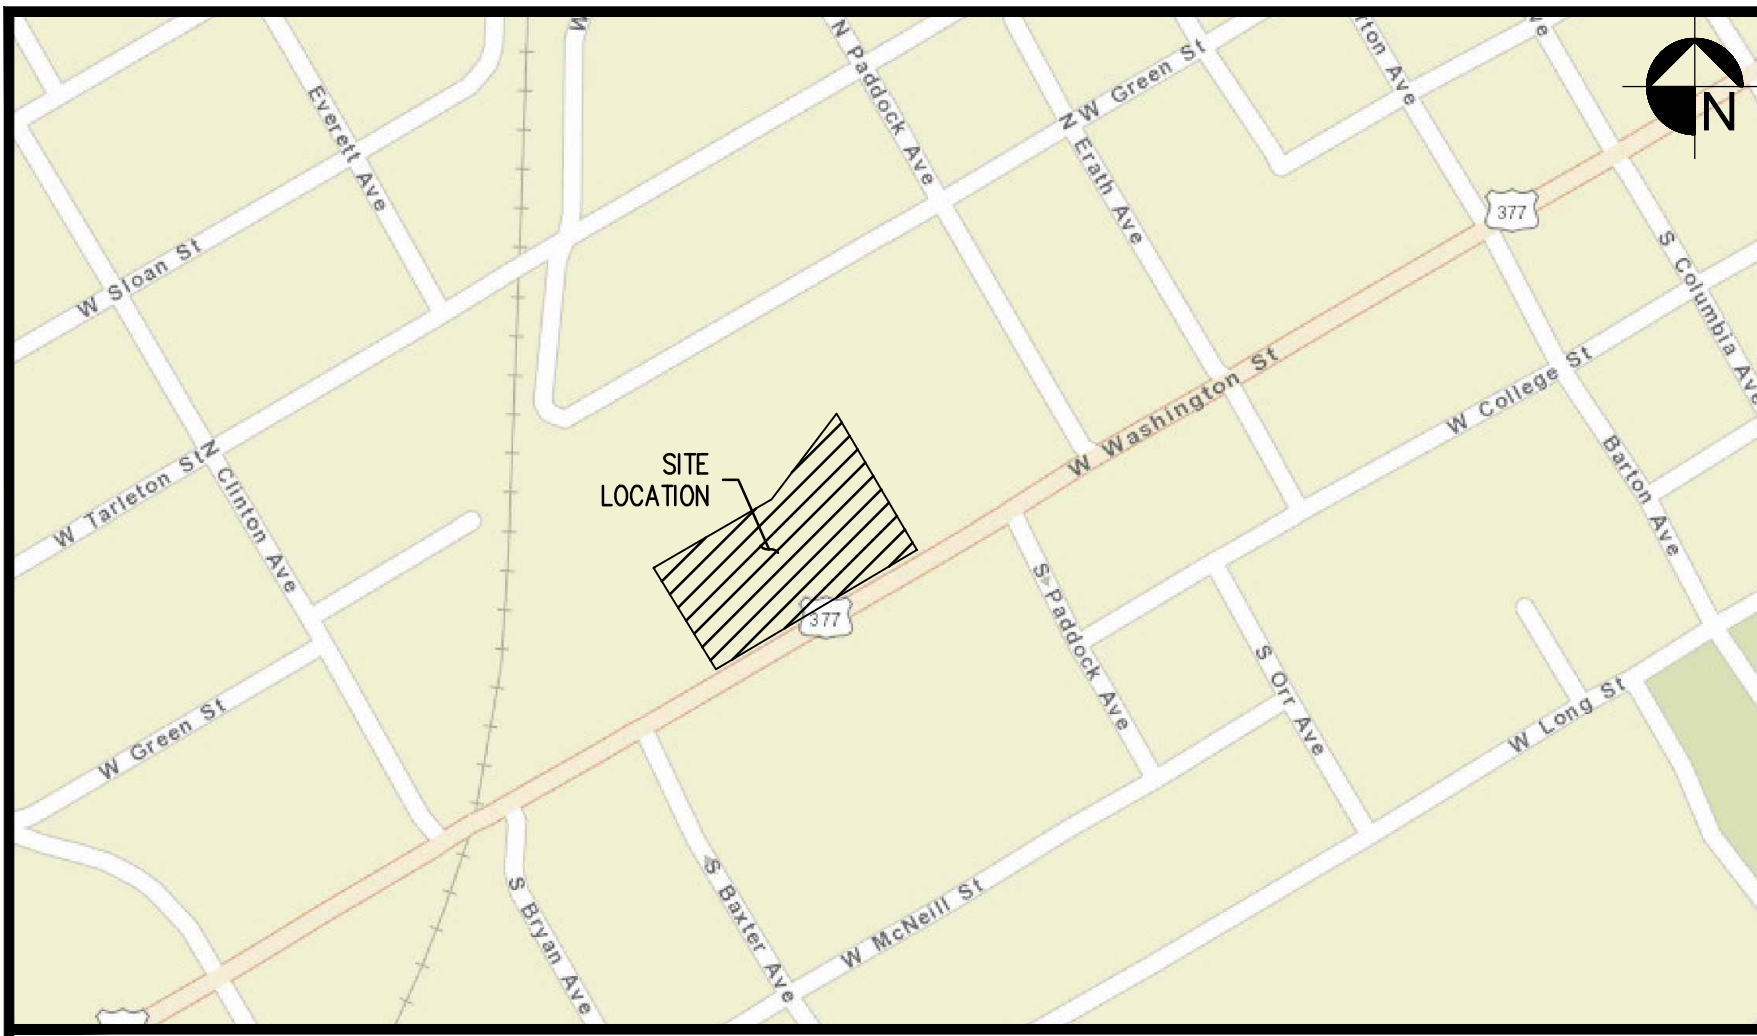 N Paddock Ave
W Green St
N Erath Ave
N
Everett Ave
377
S Columbia Ave
W Sloan St
W Washington St
W College St
W Tarleton St
N Clinton Ave
SITE
LOCATION
Barton Ave
377
S Paddock Ave
S Orr Ave
W Green St
W Long St
S Bryan Ave
S Baxter Ave
W McNeill St